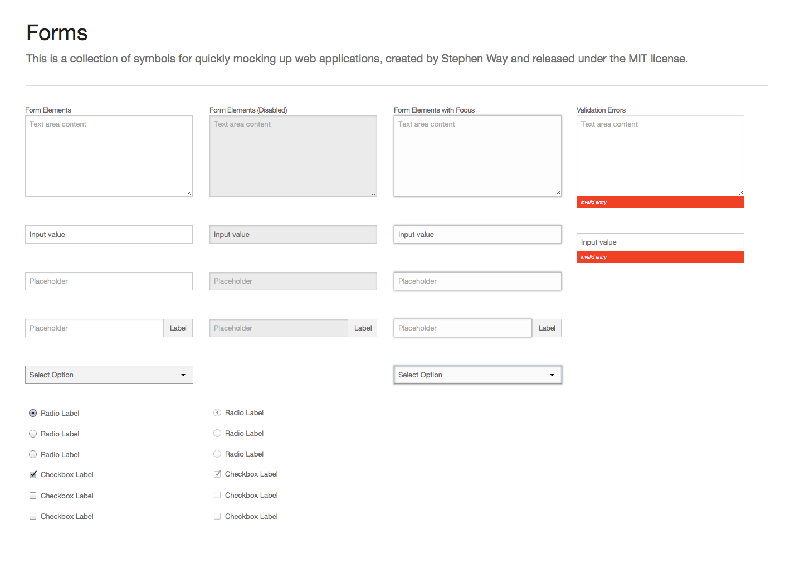 Forms
This is a collection of symbols for quickly mocking up web applications, created by Stephen Way and released under the MIT license.
Form Elements
Text area content
Input value
Placeholder
Placeholder Label
Select Option
Radio Label
Radio Label
Radio Label
Checkbox Label
Checkbox Label
Checkbox Label
Form Elements (Disabled)
Text area content
Input value
Placeholder
Placeholder Label
Radio Label
Radio Label
Radio Label
Checkbox Label
Checkbox Label
Checkbox Label
Form Elements with Focus
Text area content
Input value
Placeholder
Placeholder Label
Select Option
Validation Errors
Text area content
Invalid entry
Input value
Invalid entry